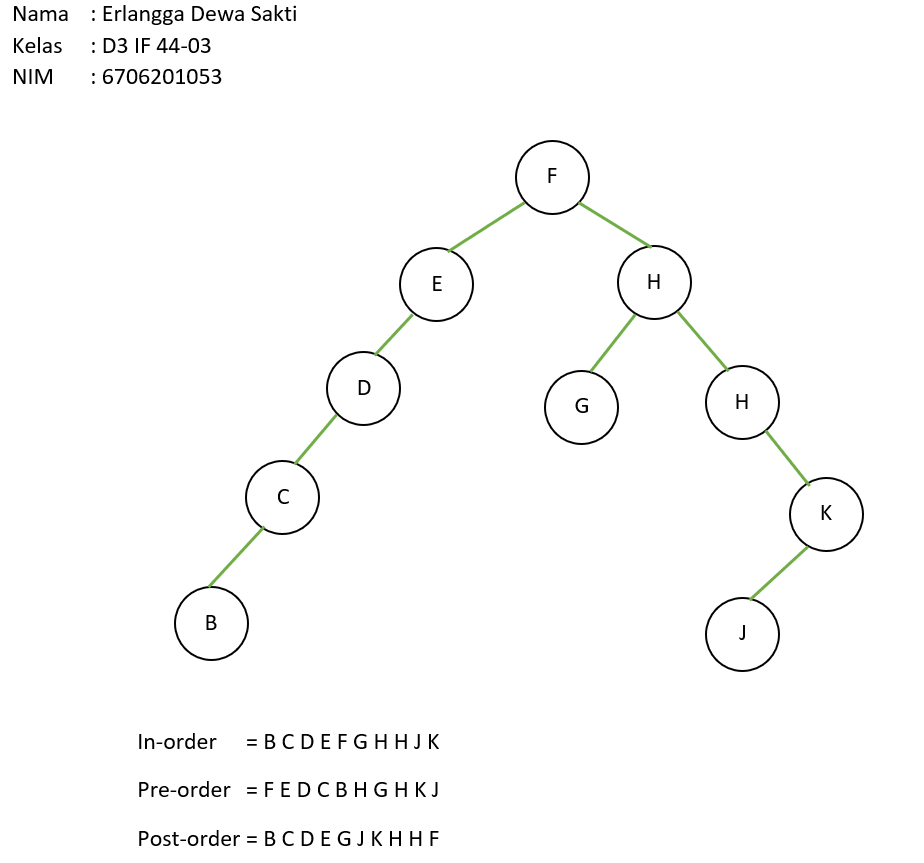 Nama : Erlangga Dewa Sakti
Kelas : D3 IF 44-03
NIM : 6706201053
F
E H
D G H
C K
B J
In-order = B C D E F G H H J K
Pre-order = F E D C B H G H K J
Post-order = B C D E G J K H H F